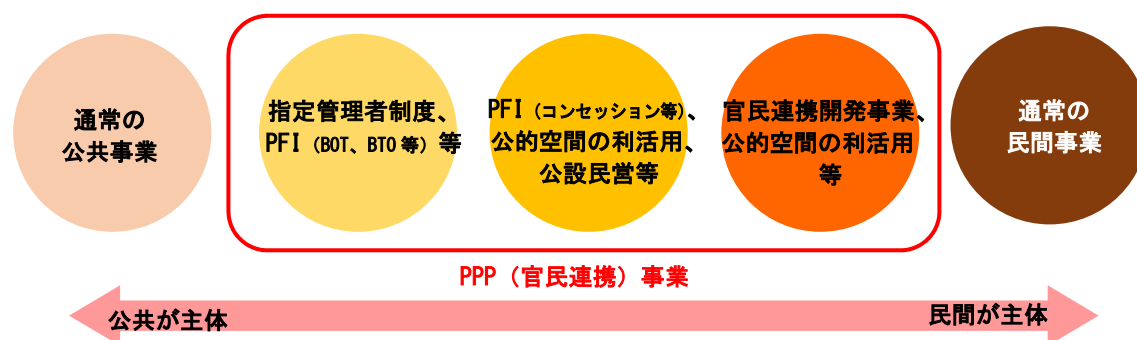 通常の
公共事業
指定管理者制度、
PFI（BOT、BTO 等）等
PFI（コンセッション等）、
公的空間の利活用、
公設民営等
官民連携開発事業、
公的空間の利活用
等
通常の
民間事業
PPP（官民連携）事業
公共が主体
民間が主体